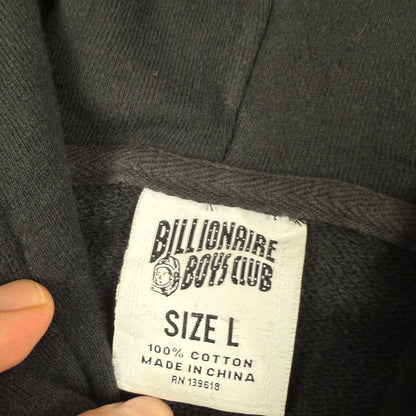 BILLIONAIRE
BOYS CLUB
SIZE L
100% COTTON
MADE IN CHINA
RN 139618